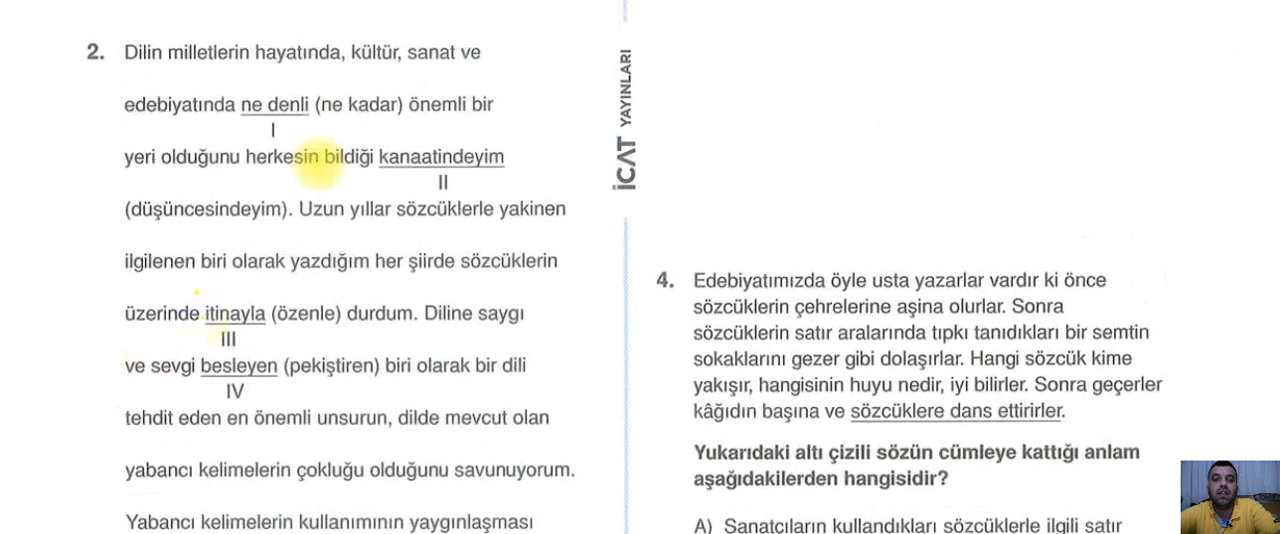 2. Dilin milletlerin hayatında, kültür, sanat ve
edebiyatında ne denli (ne kadar) önemli bir
I
yeri olduğunu herkesin bildiği kanaatindeyim
II
(düşüncesindeyim). Uzun yıllar sözcüklerle yakinen
ilgilenen biri olarak yazdığım her şiirde sözcüklerin
üzerinde itinayla (özenle) durdum. Diline saygı
III
ve sevgi besleyen (pekiştiren) biri olarak bir dili
IV
tehdit eden en önemli unsurun, dilde mevcut olan
yabancı kelimelerin çokluğu olduğunu savunuyorum.
Yabancı kelimelerin kullanımının yaygınlaşması
İCAT YAYINLARI
4. Edebiyatımızda öyle usta yazarlar vardır ki önce
sözcüklerin çehrelerine aşina olurlar. Sonra
sözcüklerin satır aralarında tıpkı tanıdıkları bir semtin
sokaklarını gezer gibi dolaşırlar. Hangi sözcük kime
yakışır, hangisinin huyu nedir, iyi bilirler. Sonra geçerler
kâğıdın başına ve sözcüklere dans ettirirler.
Yukarıdaki altı çizili sözün cümleye kattığı anlam
aşağıdakilerden hangisidir?
A) Sanatçıların kullandıkları sözcüklerle ilgili satır